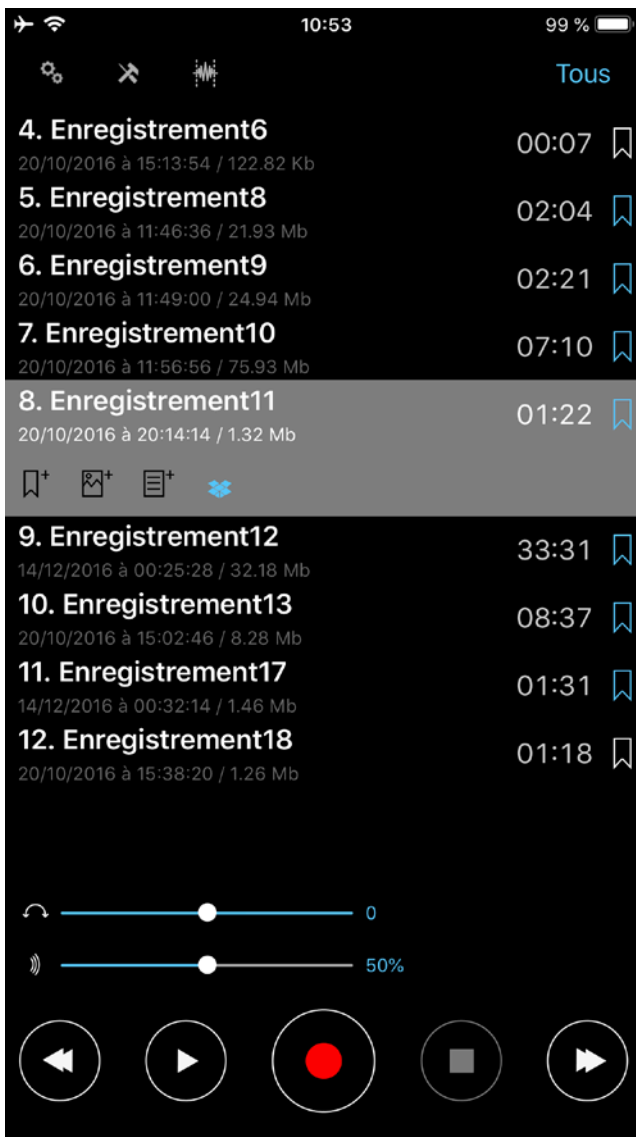 10:53
99 %
Tous
4. Enregistrement6
00:07
20/10/2016 à 15:13:54 / 122.82 Kb
5. Enregistrement8
02:04
20/10/2016 à 11:46:36 / 21.93 Mb
6. Enregistrement9
02:21
20/10/2016 à 11:49:00 / 24.94 Mb
7. Enregistrement10
07:10
20/10/2016 à 11:56:56 / 75.93 Mb
8. Enregistrement11
01:22
20/10/2016 à 20:14:14 / 1.32 Mb
9. Enregistrement12
33:31
14/12/2016 à 00:25:28 / 32.18 Mb
10. Enregistrement13
08:37
20/10/2016 à 15:02:46 / 8.28 Mb
11. Enregistrement17
01:31
14/12/2016 à 00:32:14 / 1.46 Mb
12. Enregistrement18
01:18
20/10/2016 à 15:38:20 / 1.26 Mb
0
50%